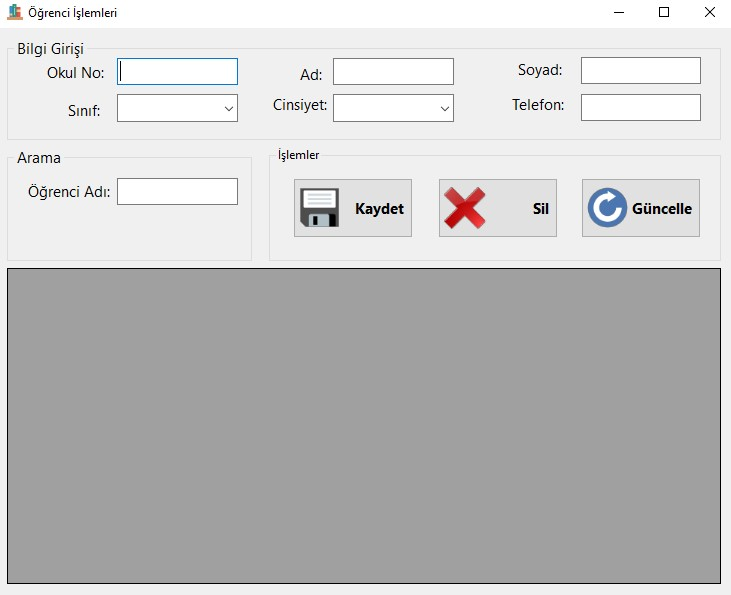 Öğrenci İşlemleri
Bilgi Girişi
Okul No:
Ad:
Soyad:
Sınıf:
Cinsiyet:
Telefon:
Arama
Öğrenci Adı:
İşlemler
Kaydet
Sil
Güncelle